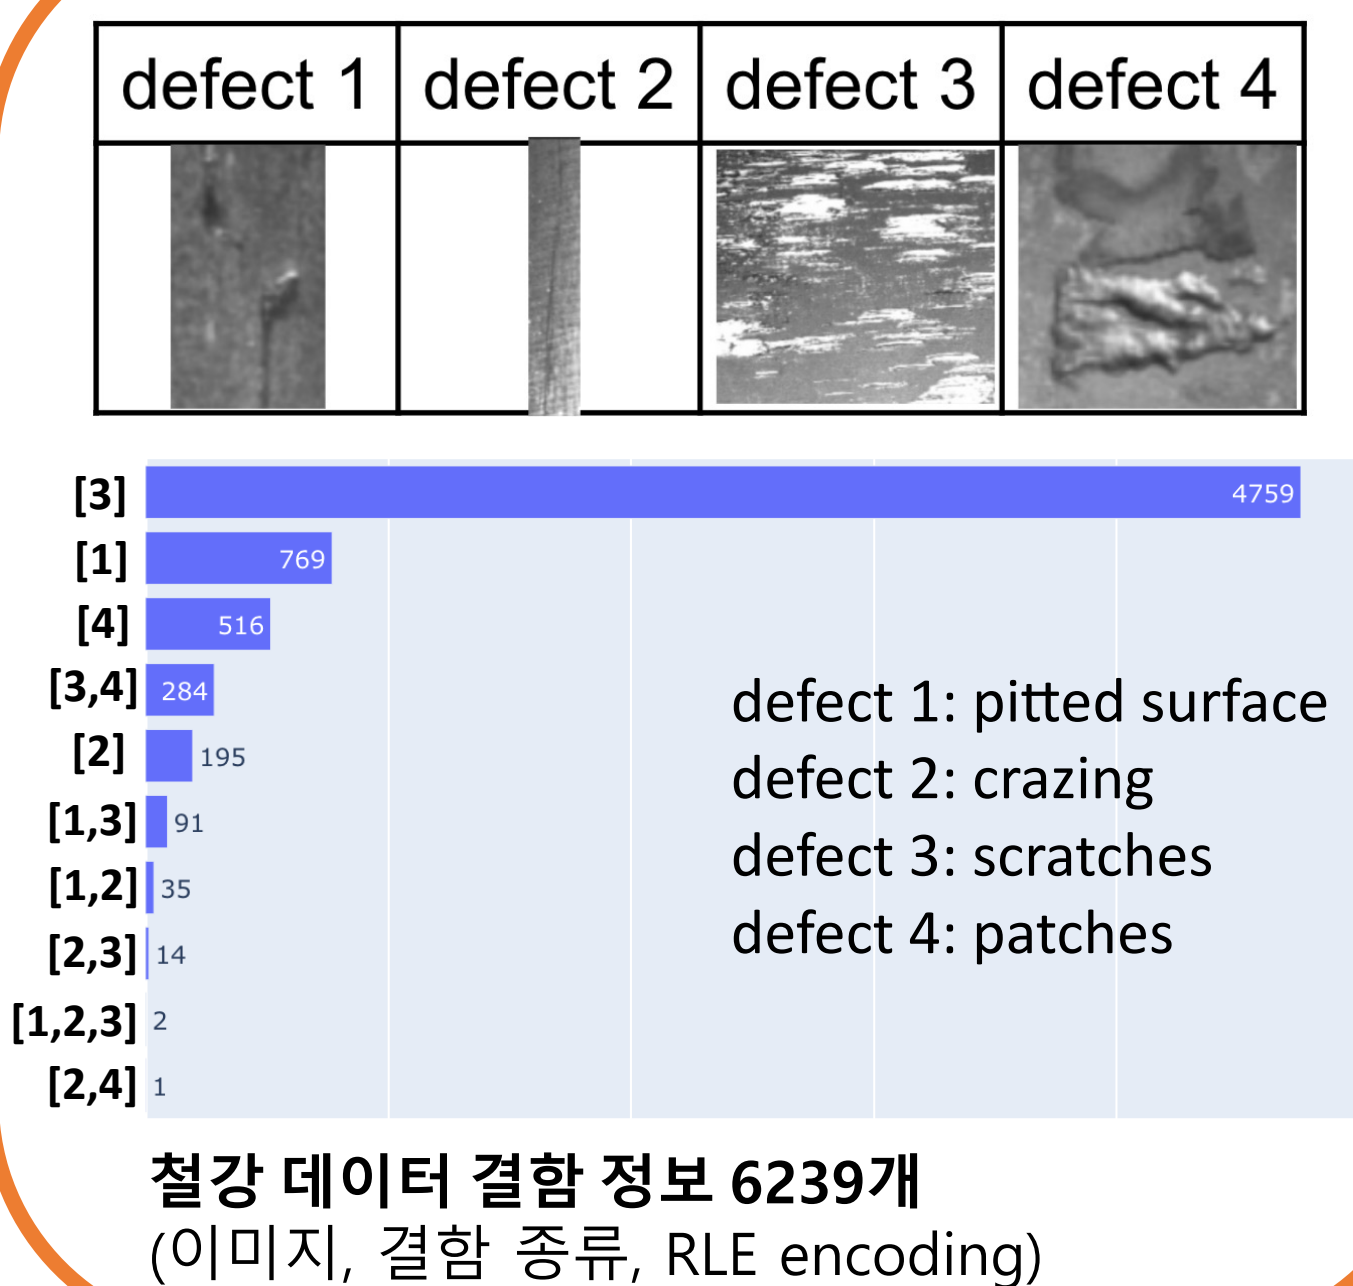 defect 1 defect 2 defect 3 defect 4
[3] 4759
[1] 769
[4] 516
[3,4] 284
[2] 195
[1,3] 91
[1,2] 35
[2,3] 14
[1,2,3] 2
[2,4] 1
defect 1: pitted surface
defect 2: crazing
defect 3: scratches
defect 4: patches
철강 데이터 결함 정보 6239개
(이미지, 결함 종류, RLE encoding)